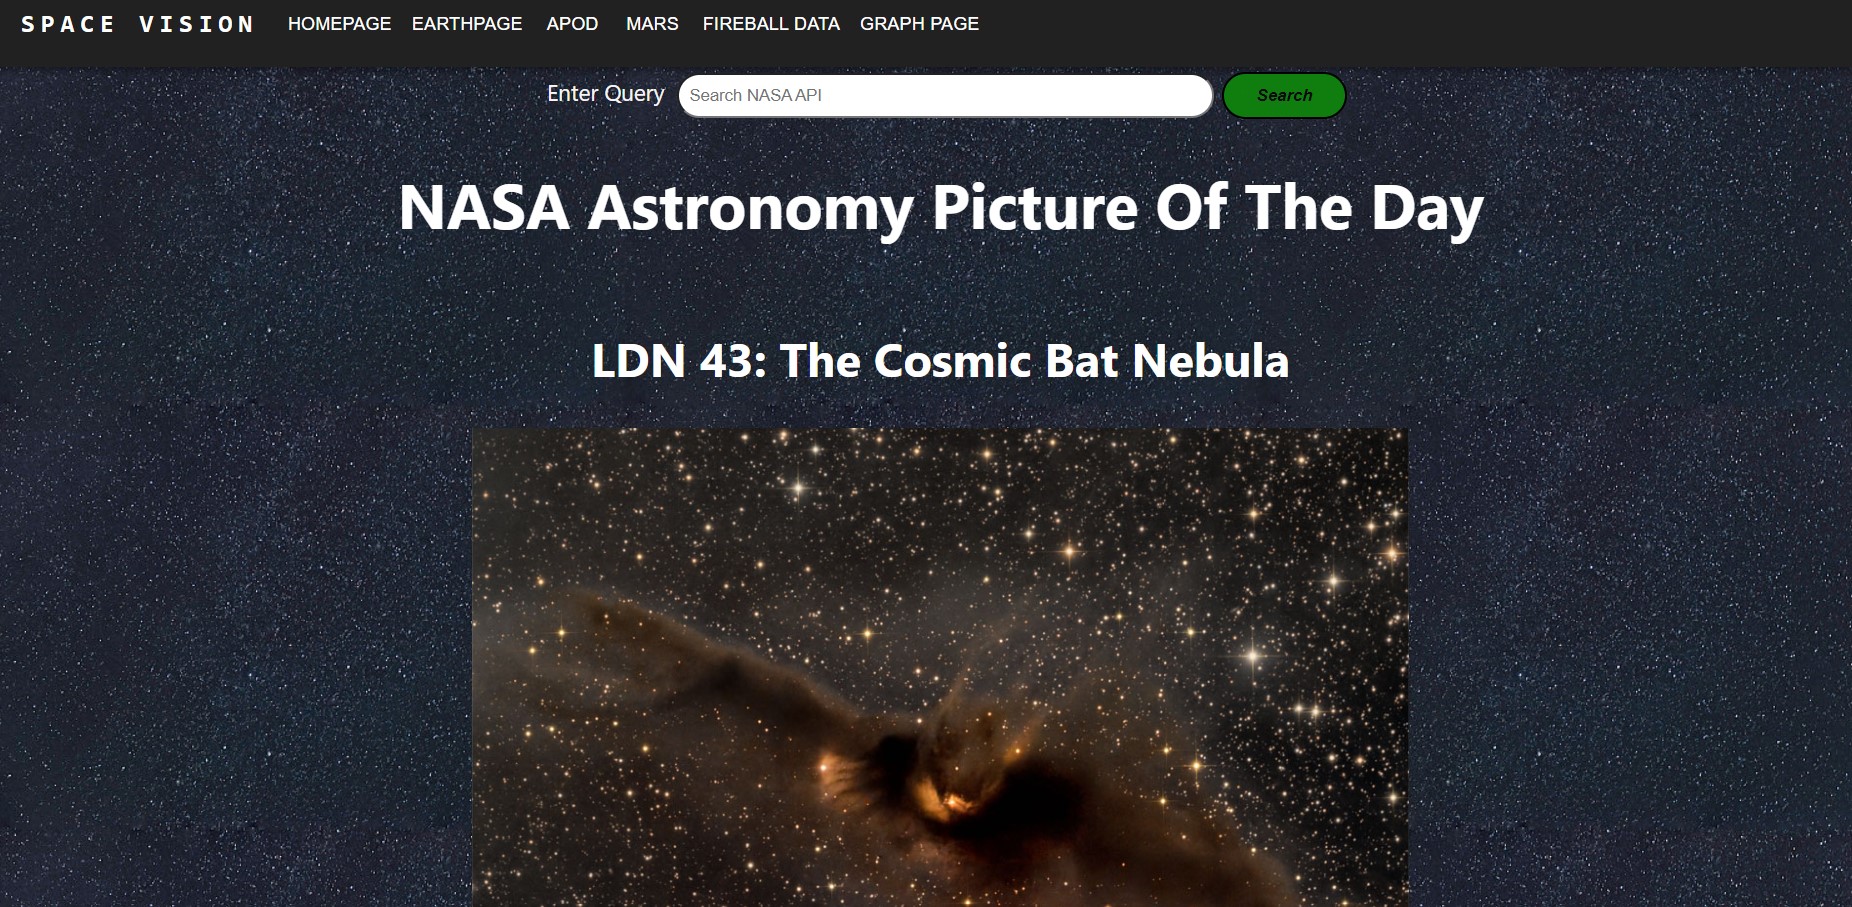 SPACE VISION HOMEPAGE EARTHPAGE APOD MARS FIREBALL DATA GRAPH PAGE
Enter Query Search NASA API Search
NASA Astronomy Picture Of The Day
LDN 43: The Cosmic Bat Nebula